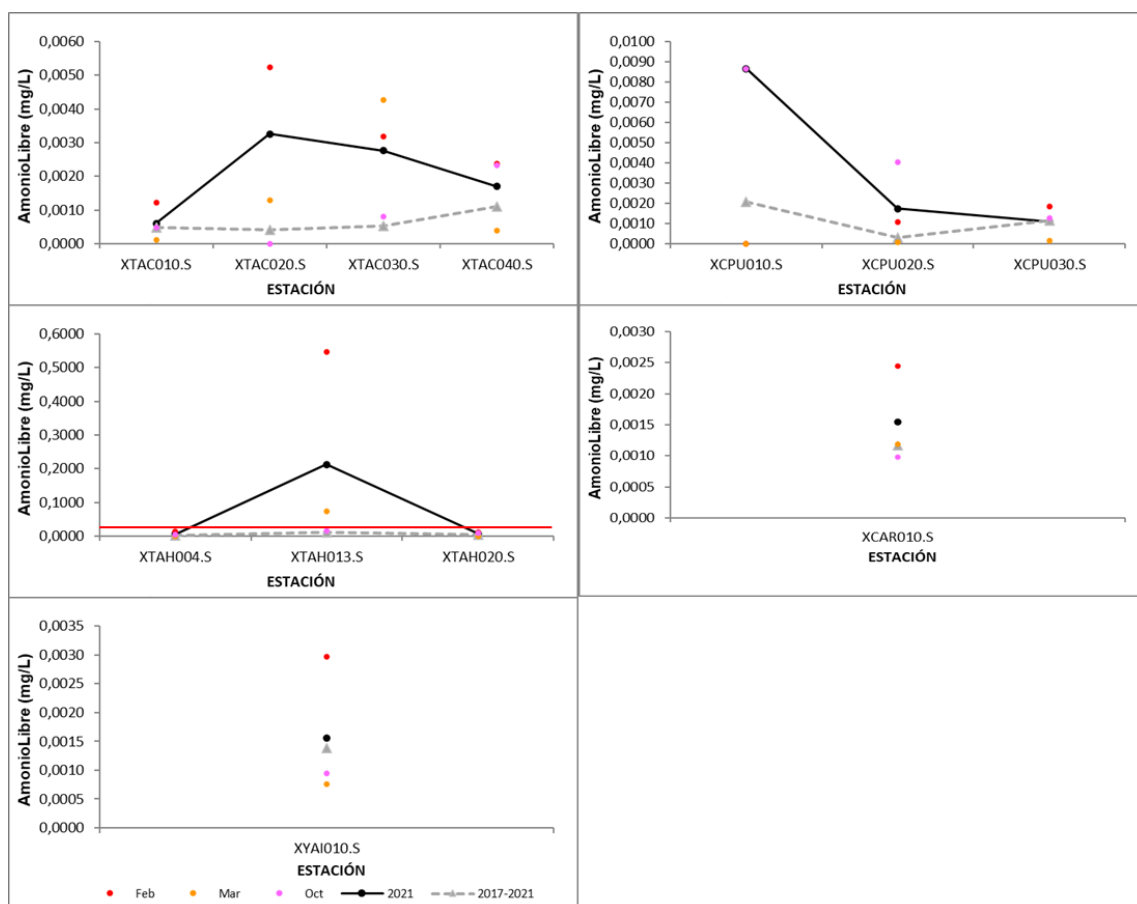 AmonioLibre (mg/L)
0,0060
0,0050
0,0040
0,0030
0,0020
0,0010
0,0000
XTAC010.S XTAC020.S XTAC030.S XTAC040.S
ESTACIÓN
AmonioLibre (mg/L)
0,0100
0,0090
0,0080
0,0070
0,0060
0,0050
0,0040
0,0030
0,0020
0,0010
0,0000
XCPU010.S XCPU020.S XCPU030.S
ESTACIÓN
AmonioLibre (mg/L)
0,6000
0,5000
0,4000
0,3000
0,2000
0,1000
0,0000
XTAH004.S XTAH013.S XTAH020.S
ESTACIÓN
AmonioLibre (mg/L)
0,0030
0,0025
0,0020
0,0015
0,0010
0,0005
0,0000
XCAR010.S
ESTACIÓN
AmonioLibre (mg/L)
0,0035
0,0030
0,0025
0,0020
0,0015
0,0010
0,0005
0,0000
XYAI010.S
ESTACIÓN
Feb Mar Oct 2021 2017-2021